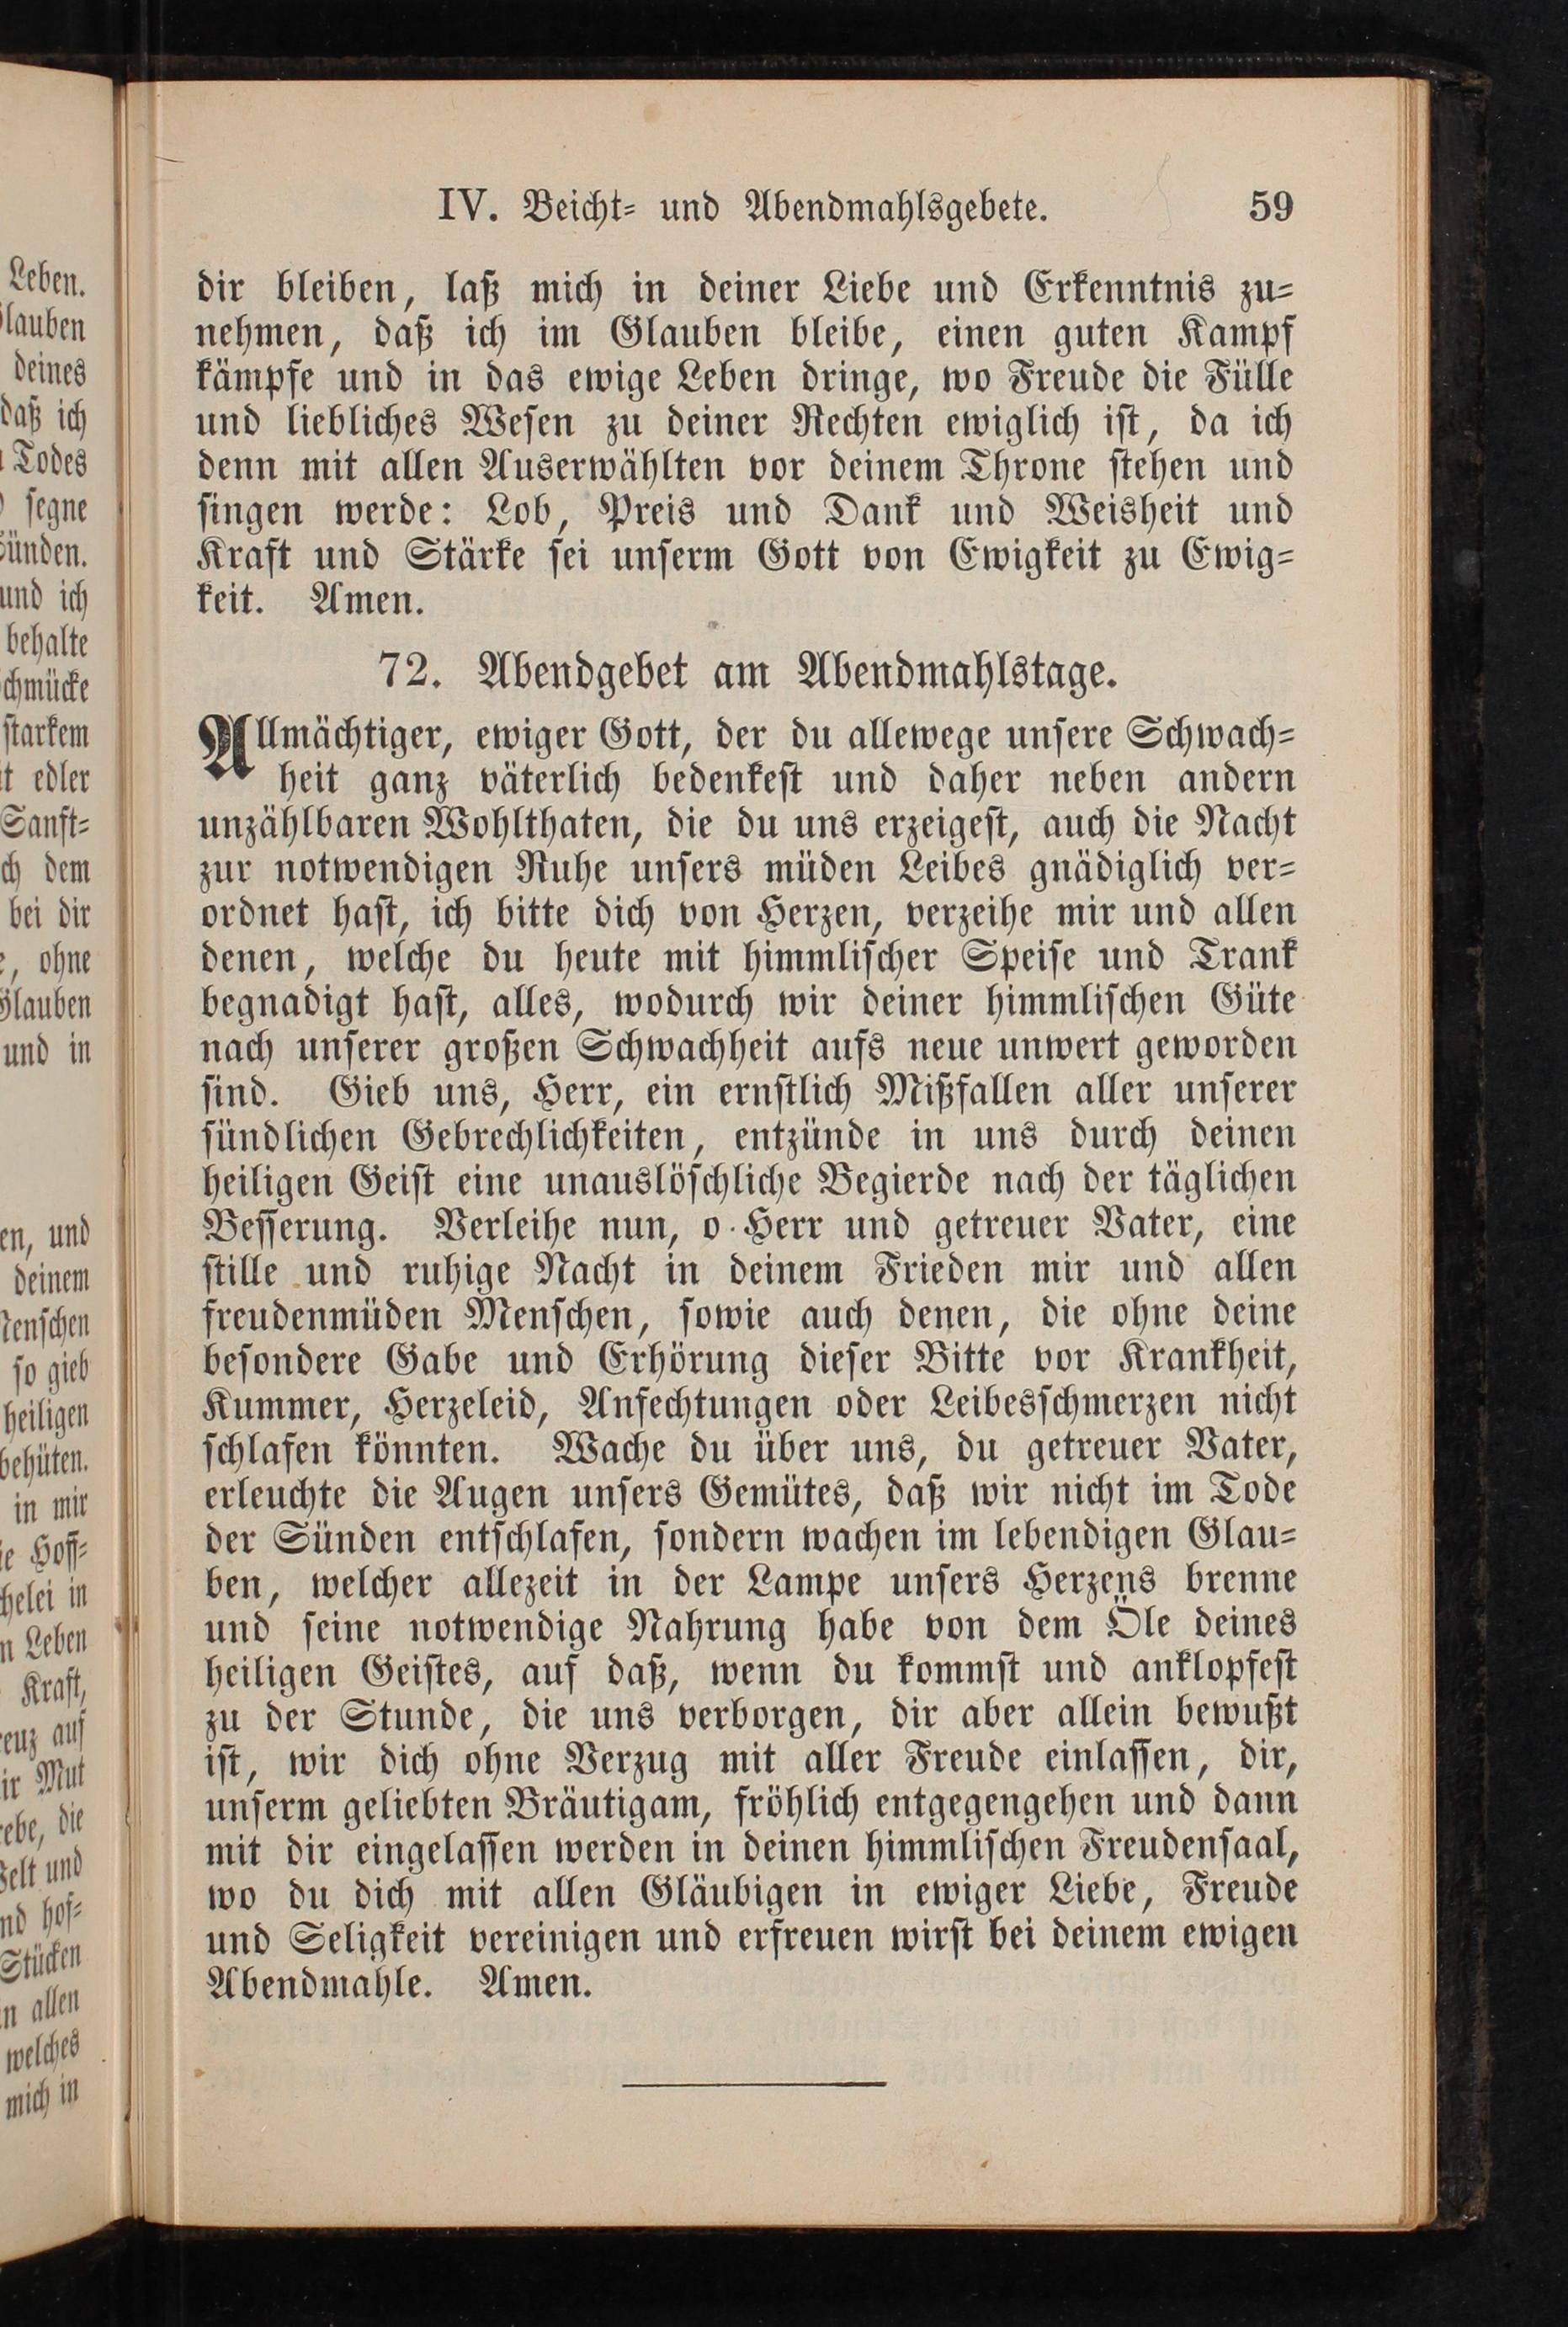 IV. Beicht- und Abendmahlsgebete. 59
dir bleiben, laß mich in deiner Liebe und Erkenntnis zu-
nehmen, daß ich im Glauben bleibe, einen guten Kampf
kämpfe und in das ewige Leben dringe, wo Freude die Fülle
und liebliches Wesen zu deiner Rechten ewiglich ist, da ich
denn mit allen Auserwählten vor deinem Throne stehen und
singen werde: Lob, Preis und Dank und Weisheit und
Kraft und Stärke sei unserm Gott von Ewigkeit zu Ewig-
keit. Amen.
72. Abendgebet am Abendmahlstage.
Allmächtiger, ewiger Gott, der du allewege unsere Schwach-
heit ganz väterlich bedenkest und daher neben andern
unzählbaren Wohlthaten, die du uns erzeigest, auch die Nacht
zur notwendigen Ruhe unsers müden Leibes gnädiglich ver-
ordnet hast, ich bitte dich von Herzen, verzeihe mir und allen
denen, welche du heute mit himmlischer Speise und Trank
begnadigt hast, alles, wodurch wir deiner himmlischen Güte
nach unserer großen Schwachheit aufs neue unwert geworden
sind. Gieb uns, Herr, ein ernstlich Mißfallen aller unserer
sündlichen Gebrechlichkeiten, entzünde in uns durch deinen
heiligen Geist eine unauslöschliche Begierde nach der täglichen
Besserung. Verleihe nun, o Herr und getreuer Vater, eine
stille und ruhige Nacht in deinem Frieden mir und allen
freudenmüden Menschen, sowie auch denen, die ohne deine
besondere Gabe und Erhörung dieser Bitte vor Krankheit,
Kummer, Herzeleid, Anfechtungen oder Leibesschmerzen nicht
schlafen könnten. Wache du über uns, du getreuer Vater,
erleuchte die Augen unsers Gemütes, daß wir nicht im Tode
der Sünden entschlafen, sondern wachen im lebendigen Glau-
ben, welcher allezeit in der Lampe unsers Herzens brenne
und seine notwendige Nahrung habe von dem Öle deines
heiligen Geistes, auf daß, wenn du kommst und anklopfest
zu der Stunde, die uns verborgen, dir aber allein bewußt
ist, wir dich ohne Verzug mit aller Freude einlassen, dir,
unserm geliebten Bräutigam, fröhlich entgegengehen und dann
mit dir eingelassen werden in deinen himmlischen Freudensaal,
wo du dich mit allen Gläubigen in ewiger Liebe, Freude
und Seligkeit vereinigen und erfreuen wirst bei deinem ewigen
Abendmahle. Amen.